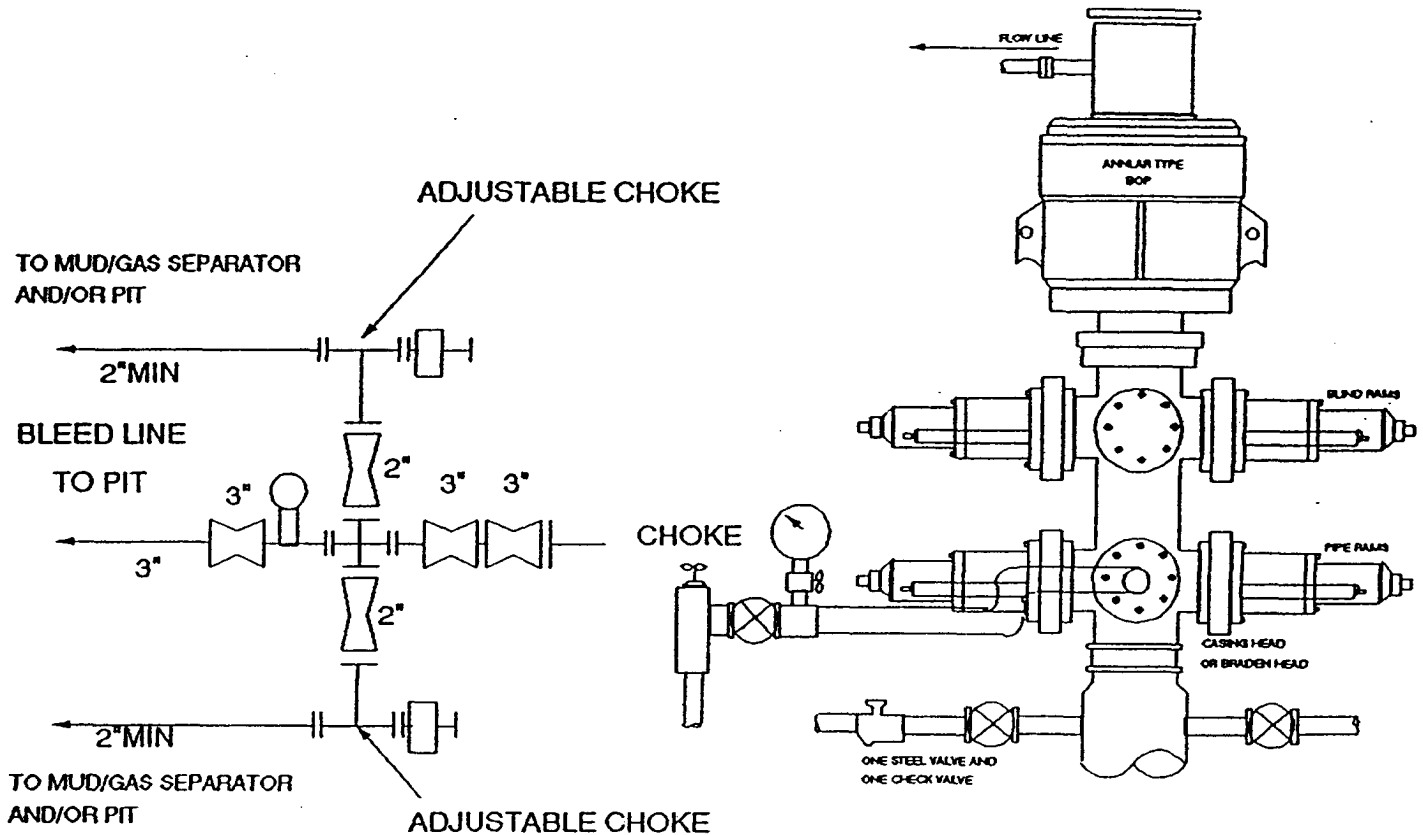 FLOW LINE
ANNLAR TYPE
BOP
ADJUSTABLE CHOKE
TO MUD/GAS SEPARATOR
AND/OR PIT
2"MIN
BLEED LINE
TO PIT
2"
3"
3"
3"
3"
CHOKE
2"
BLIND RAMS
PIPE RAMS
CASING HEAD
OR BRADEN HEAD
2"MIN
TO MUD/GAS SEPARATOR
AND/OR PIT
ADJUSTABLE CHOKE
ONE STEEL VALVE AND
ONE CHECK VALVE